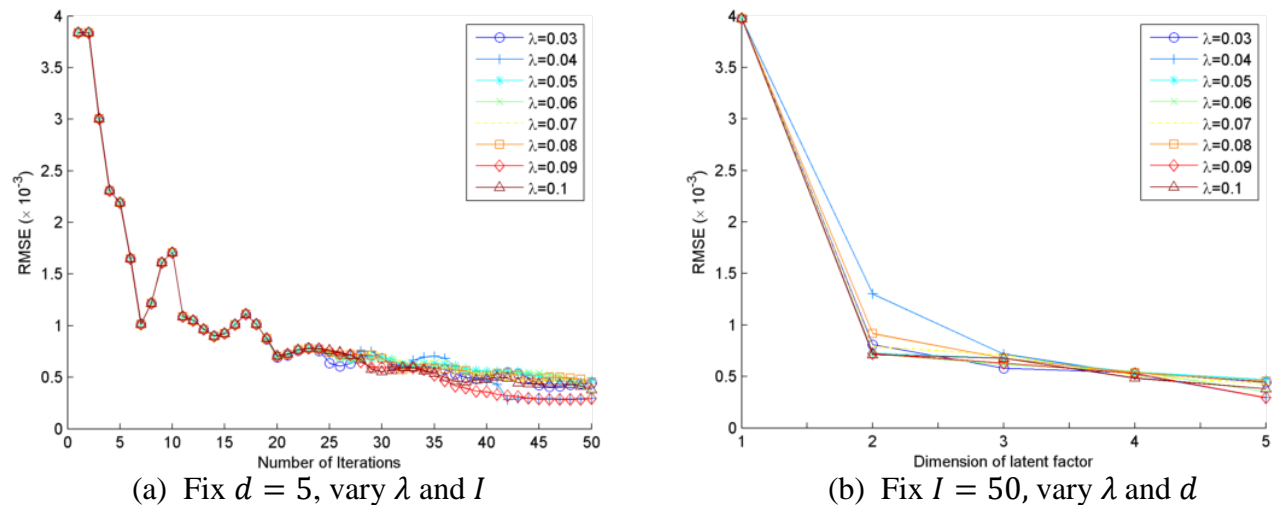 4
3.5
3
2.5
2
1.5
1
0.5
0
RMSE (× 10⁻³)
0 5 10 15 20 25 30 35 40 45 50
Number of Iterations
λ=0.03
λ=0.04
λ=0.05
λ=0.06
λ=0.07
λ=0.08
λ=0.09
λ=0.1
(a) Fix d = 5, vary λ and I
4
3.5
3
2.5
2
1.5
1
0.5
0
RMSE (× 10⁻³)
1 2 3 4 5
Dimension of latent factor
λ=0.03
λ=0.04
λ=0.05
λ=0.06
λ=0.07
λ=0.08
λ=0.09
λ=0.1
(b) Fix I = 50, vary λ and d